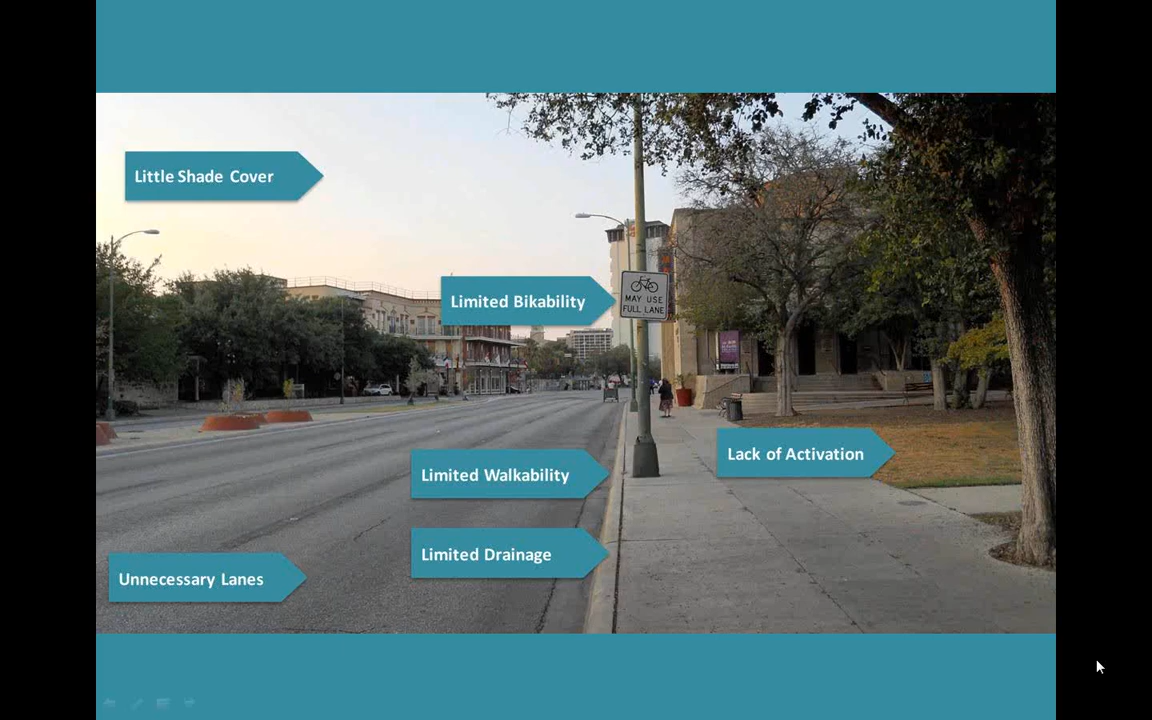 Little Shade Cover
Limited Bikability
MAY USE
FULL LANE
Lack of Activation
Limited Walkability
Limited Drainage
Unnecessary Lanes